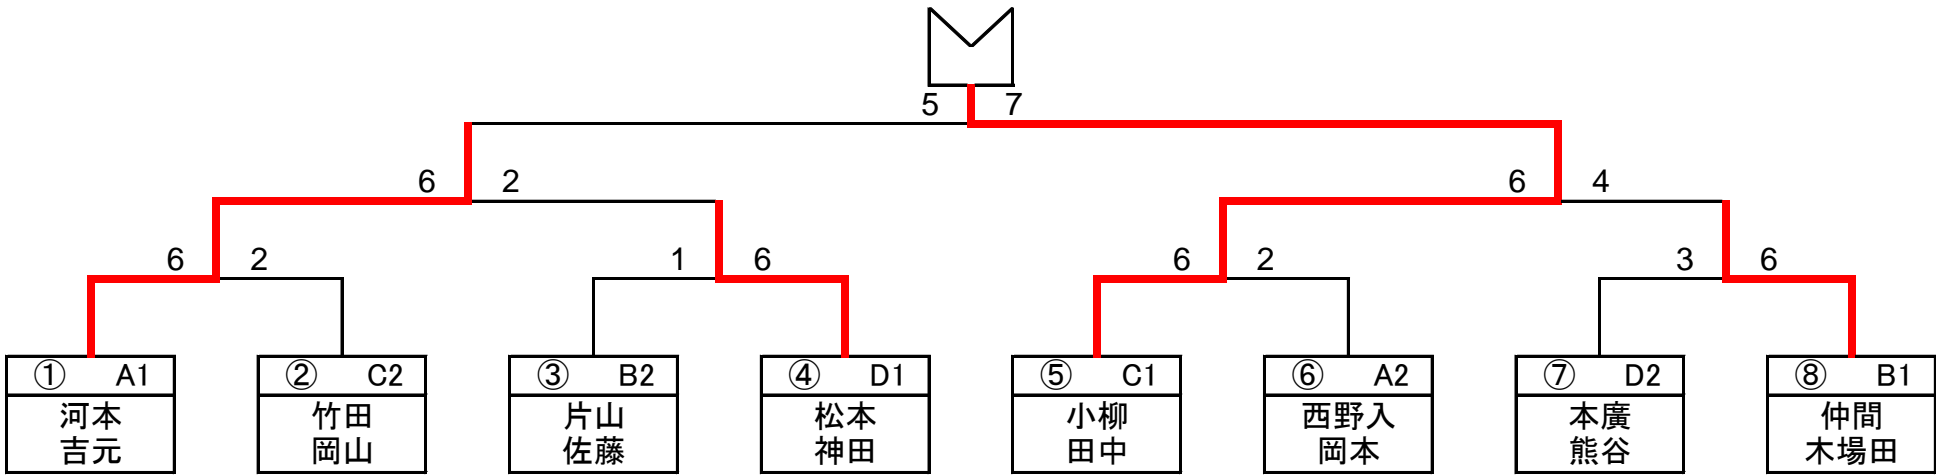 5 7
6 2 6 4
6 2 1 6 6 2 3 6
① A1 ② C2 ③ B2 ④ D1 ⑤ C1 ⑥ A2 ⑦ D2 ⑧ B1
河本 竹田 片山 松本 小柳 西野入 本廣 仲間
吉元 岡山 佐藤 神田 田中 岡本 熊谷 木場田